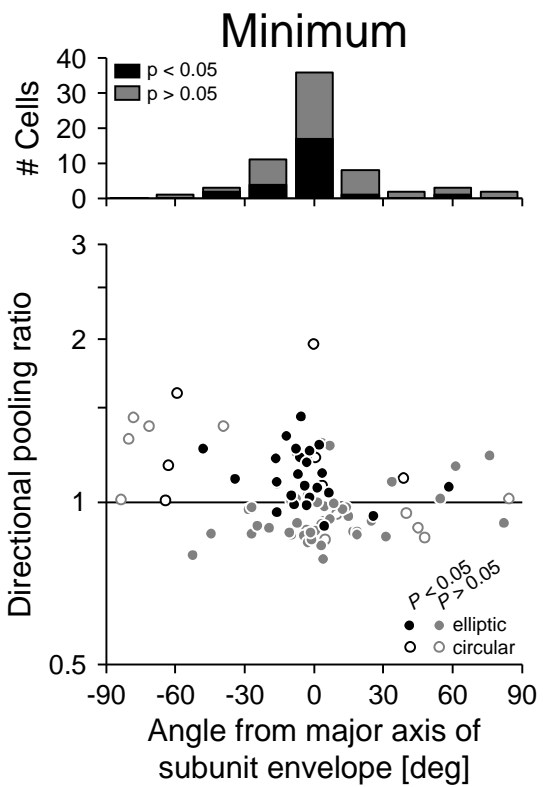 Minimum
40
30
20
10
0
# Cells
p < 0.05
p > 0.05
3
2
1
0.5
Directional pooling ratio
P < 0.05
P > 0.05
elliptic
circular
-90 -60 -30 0 30 60 90
Angle from major axis of
subunit envelope [deg]